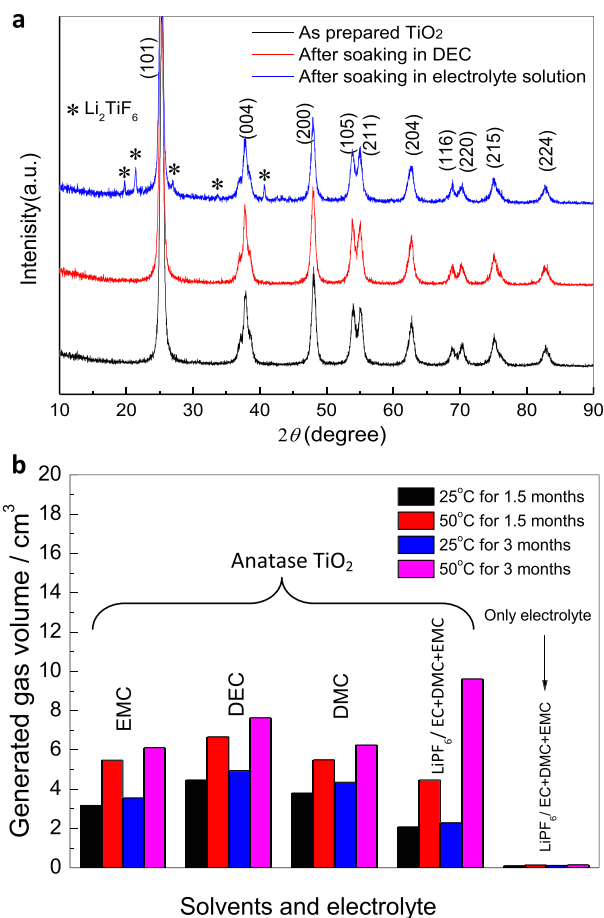 a
As prepared TiO2
After soaking in DEC
After soaking in electrolyte solution
* Li₂TiF₆
(101)
(004)
(200)
(105)
(211)
(204)
(116)
(220)
(215)
(224)
*
*
*
*
*
Intenisity(a.u.)
10 20 30 40 50 60 70 80 90
2θ (degree)
b
20
18
16
14
12
10
8
6
4
2
0
Generated gas volume / cm³
25°C for 1.5 months
50°C for 1.5 months
25°C for 3 months
50°C for 3 months
Anatase TiO₂
Only electrolyte
EMC
DEC
DMC
LiPF₆/ EC+DMC+EMC
LiPF₆/ EC+DMC+EMC
Solvents and electrolyte